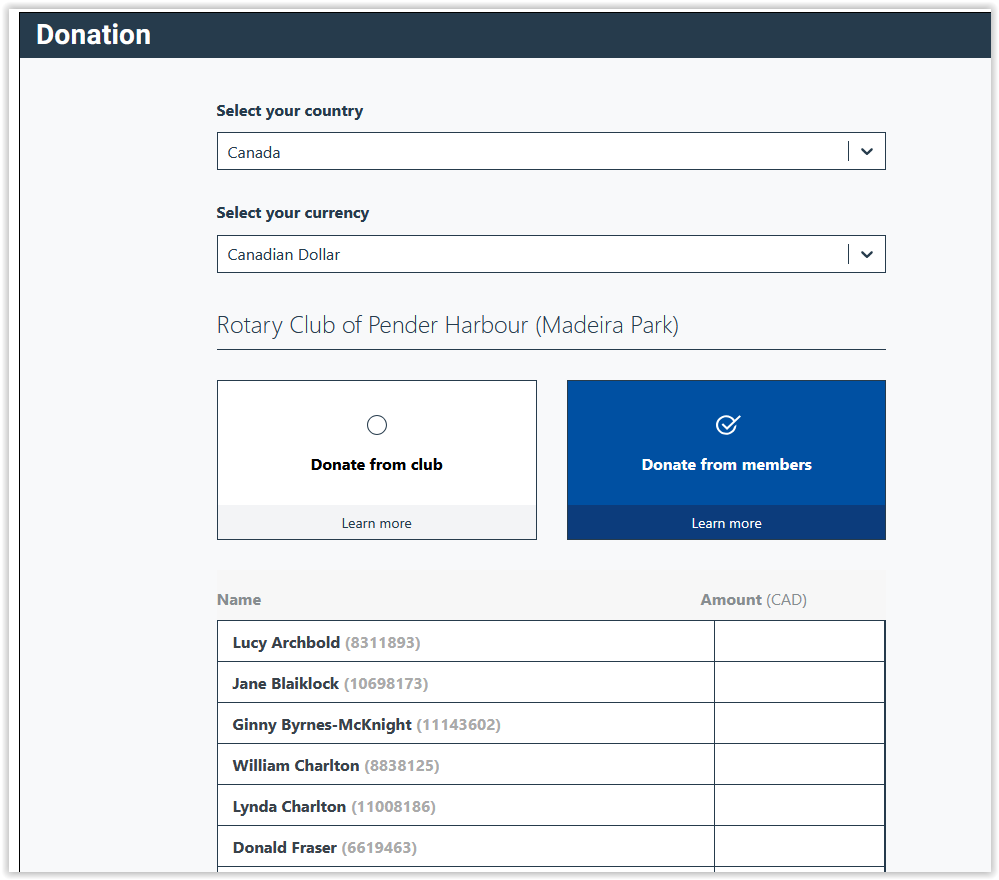 Donation
Select your country
Canada
Select your currency
Canadian Dollar
Rotary Club of Pender Harbour (Madeira Park)
Donate from club
Donate from members
Learn more
Learn more
Name
Amount (CAD)
Lucy Archbold (8311893)
Jane Blaiklock (10698173)
Ginny Byrnes-McKnight (11143602)
William Charlton (8838125)
Lynda Charlton (11008186)
Donald Fraser (6619463)